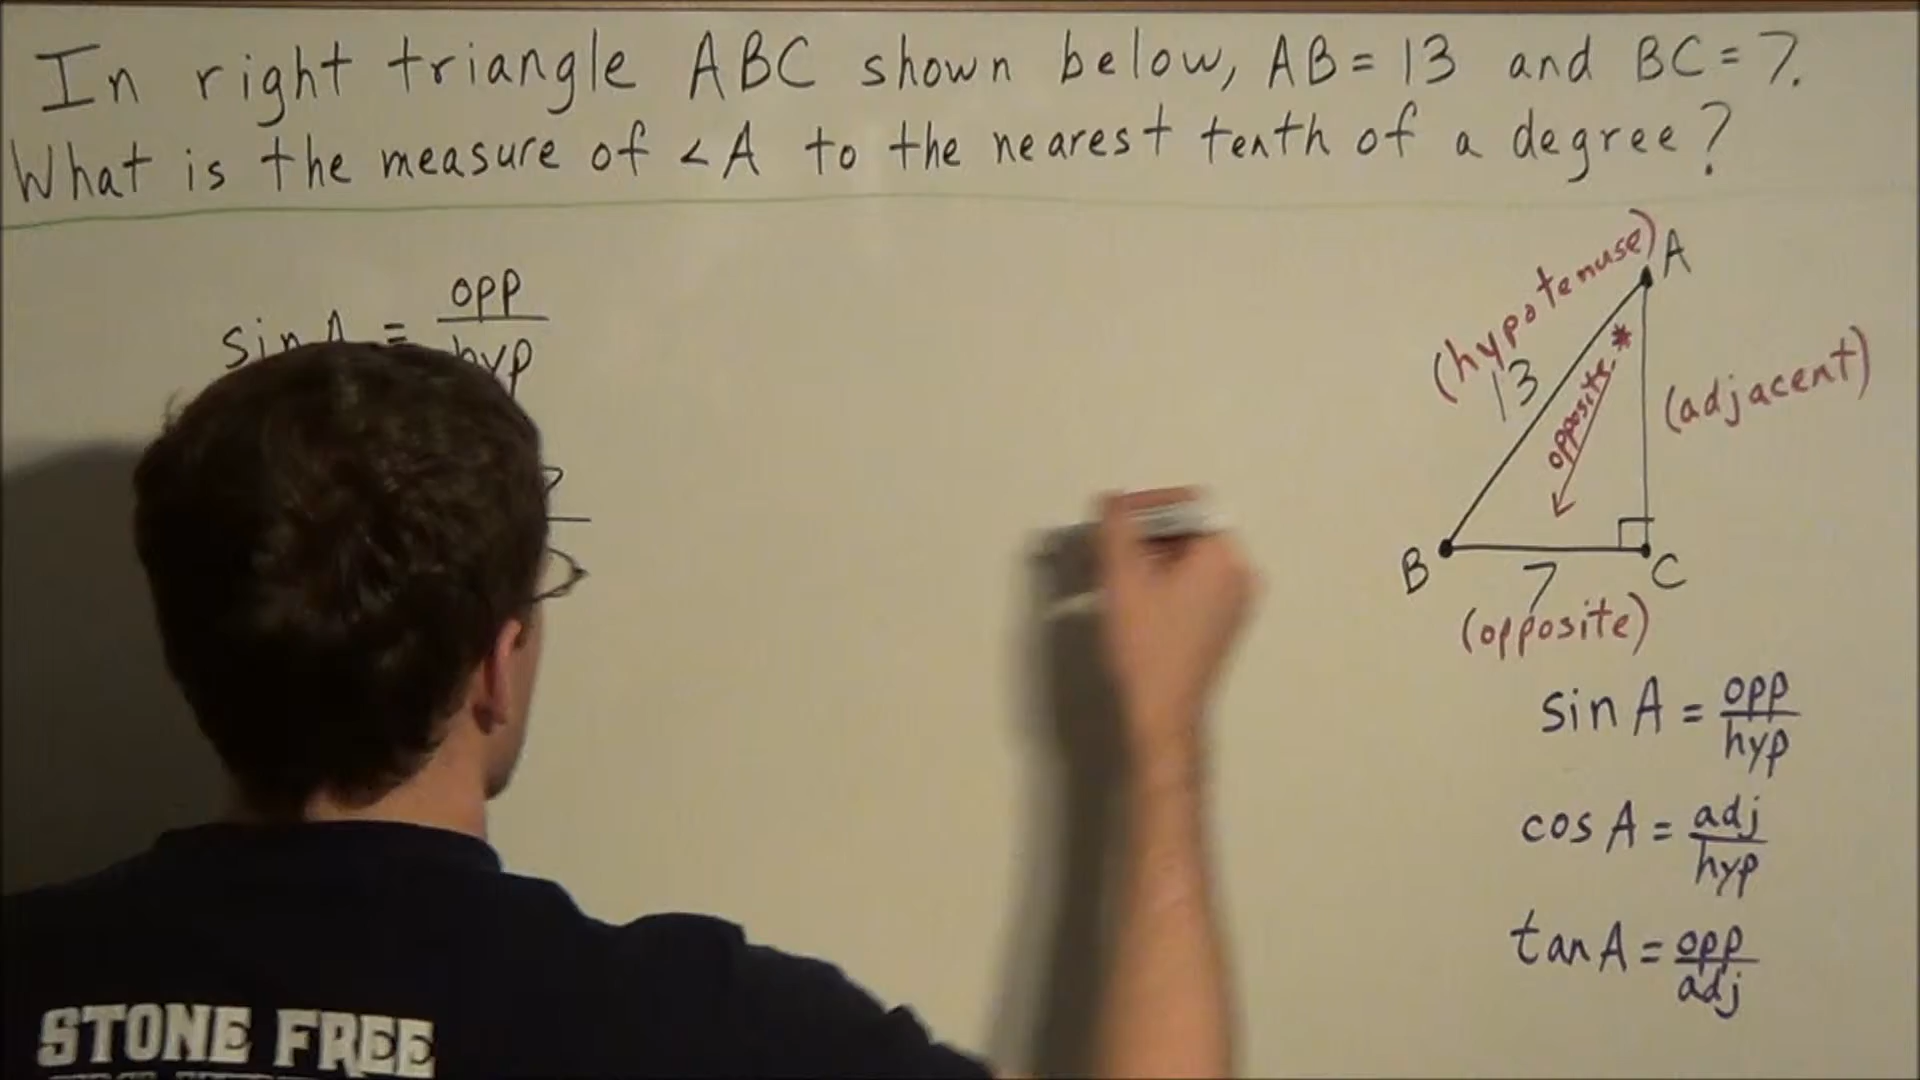 In right triangle ABC shown below, AB = 13 and BC = 7.
What is the measure of <A to the nearest tenth of a degree?
sin A = opp
hyp
(hypotenuse)
A
13
opposite *
(adjacent)
B
7
C
(opposite)
sin A = opp
hyp
cos A = adj
hyp
tan A = opp
adj
STONE FREE